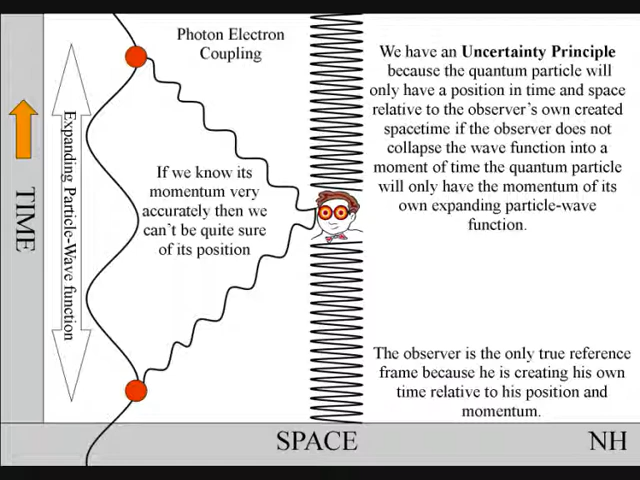 Photon Electron
Coupling
We have an Uncertainty Principle
because the quantum particle will
only have a position in time and space
relative to the observer's own created
spacetime if the observer does not
collapse the wave function into a
moment of time the quantum particle
will only have the momentum of its
own expanding particle-wave
function.
If we know its
momentum very
accurately then we
can`t be quite sure
of its position
Expanding Particle-Wave function
TIME
The observer is the only true reference
frame because he is creating his own
time relative to his position and
momentum.
SPACE
NH